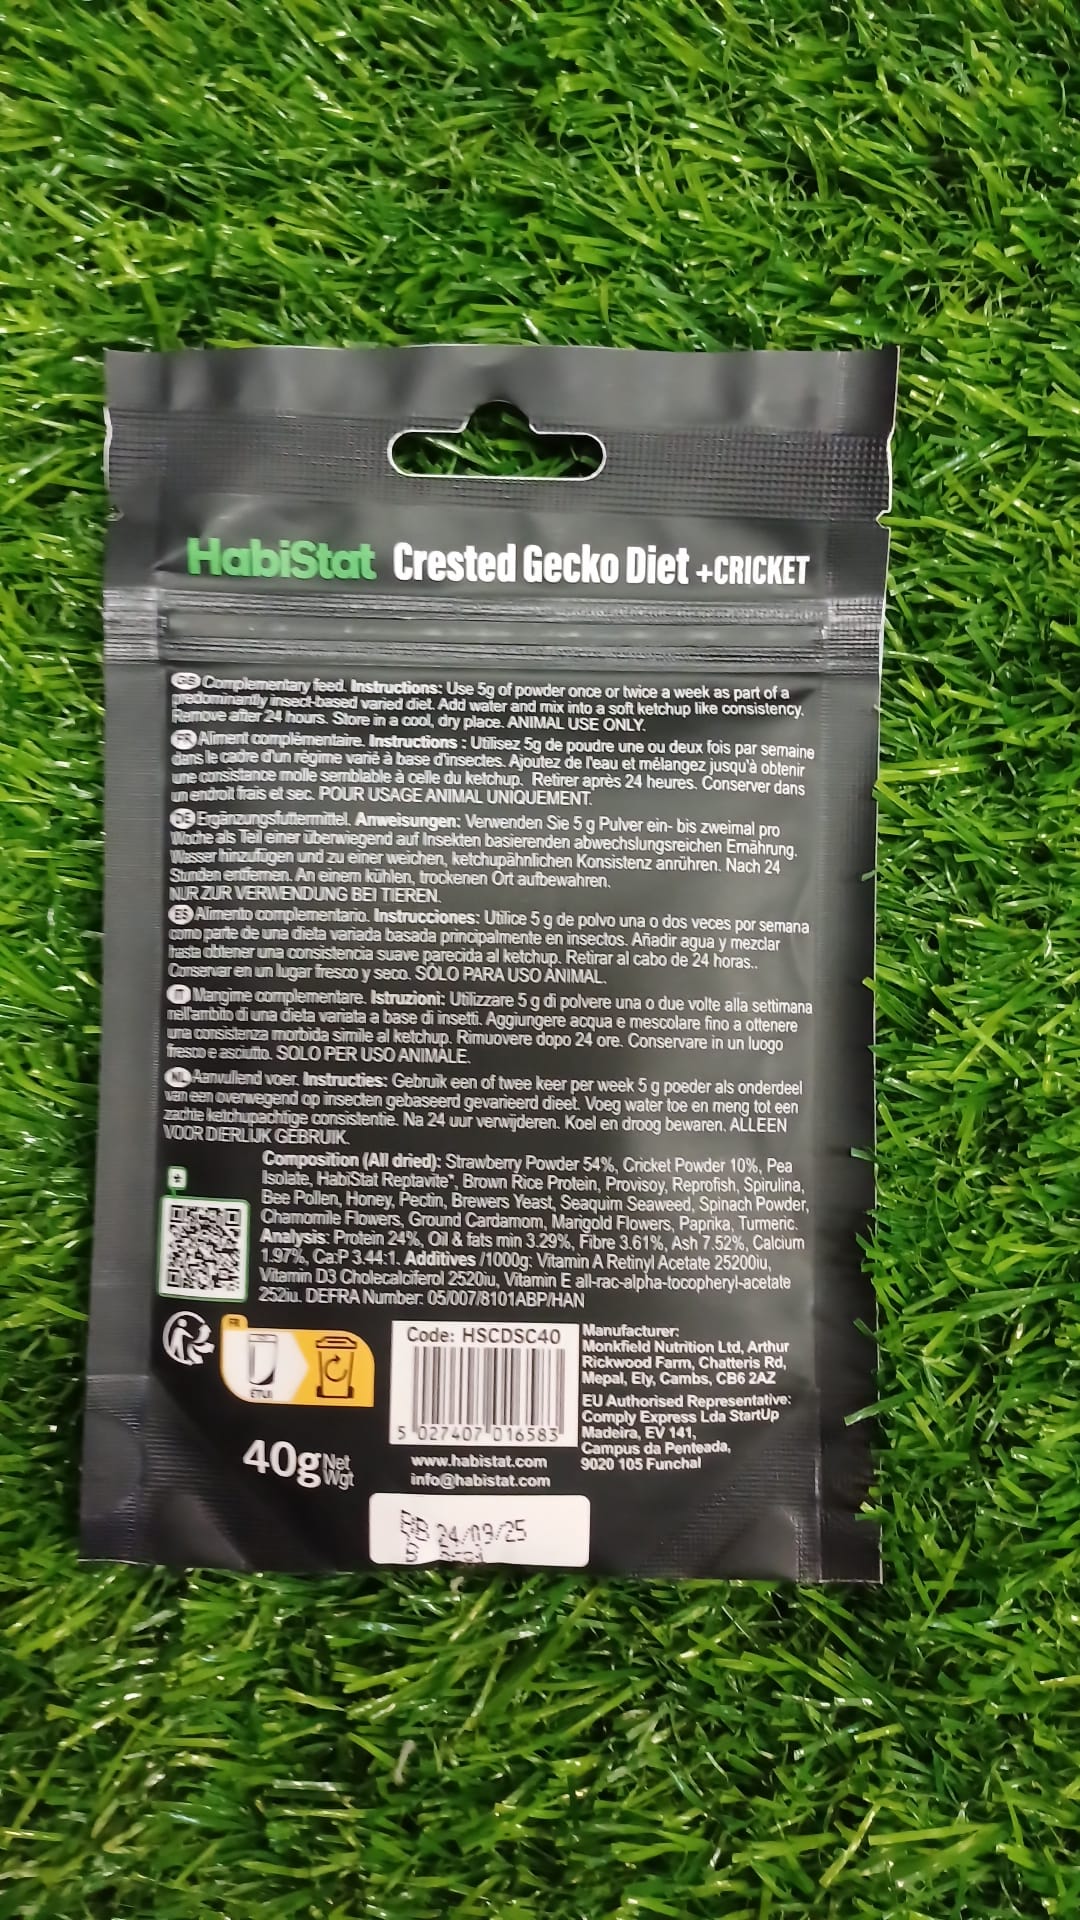 HabiStat Crested Gecko Diet +CRICKET
GB Complementary feed. Instructions: Use 5g of powder once or twice a week as part of a
predominantly insect-based varied diet. Add water and mix into a soft ketchup like consistency.
Remove after 24 hours. Store in a cool, dry place. ANIMAL USE ONLY.
FR Aliment complémentaire. Instructions : Utilisez 5g de poudre une ou deux fois par semaine
dans le cadre d'un régime varié à base d'insectes. Ajoutez de l'eau et mélangez jusqu'à obtenir
une consistance molle semblable à celle du ketchup. Retirer après 24 heures. Conserver dans
un endroit frais et sec. POUR USAGE ANIMAL UNIQUEMENT.
DE Ergänzungsfuttermittel. Anweisungen: Verwenden Sie 5 g Pulver ein- bis zweimal pro
Woche als Teil einer überwiegend auf Insekten basierenden abwechslungsreichen Ernährung.
Wasser hinzufügen und zu einer weichen, ketchupähnlichen Konsistenz anrühren. Nach 24
Stunden entfernen. An einem kühlen, trockenen Ort aufbewahren.
NUR ZUR VERWENDUNG BEI TIEREN.
ES Alimento complementario. Instrucciones: Utilice 5 g de polvo una o dos veces por semana
como parte de una dieta variada basada principalmente en insectos. Añadir agua y mezclar
hasta obtener una consistencia suave parecida al ketchup. Retirar al cabo de 24 horas..
Conservar en un lugar fresco y seco. SÓLO PARA USO ANIMAL.
IT Mangime complementare. Istruzioni: Utilizzare 5 g di polvere una o due volte alla settimana
nell'ambito di una dieta variata a base di insetti. Aggiungere acqua e mescolare fino a ottenere
una consistenza morbida simile al ketchup. Rimuovere dopo 24 ore. Conservare in un luogo
fresco e asciutto. SOLO PER USO ANIMALE.
NL Aanvullend voer. Instructies: Gebruik een of twee keer per week 5 g poeder als onderdeel
van een overwegend op insecten gebaseerd gevarieerd dieet. Voeg water toe en meng tot een
zachte ketchupachtige consistentie. Na 24 uur verwijderen. Koel en droog bewaren. ALLEEN
VOOR DIERLIJK GEBRUIK.
Composition (All dried): Strawberry Powder 54%, Cricket Powder 10%, Pea
Isolate, HabiStat Reptavite*, Brown Rice Protein, Provisoy, Reprofish, Spirulina,
Bee Pollen, Honey, Pectin, Brewers Yeast, Seaquim Seaweed, Spinach Powder,
Chamomile Flowers, Ground Cardamom, Marigold Flowers, Paprika, Turmeric.
Analysis: Protein 24%, Oil & fats min 3.29%, Fibre 3.61%, Ash 7.52%, Calcium
1.97%, Ca:P 3.44:1. Additives /1000g: Vitamin A Retinyl Acetate 25200iu,
Vitamin D3 Cholecalciferol 2520iu, Vitamin E all-rac-alpha-tocopheryl-acetate
252iu. DEFRA Number: 05/007/8101ABP/HAN
*
FR
ÉTUI
Code: HSCDSC40
5 027407 016583
www.habistat.com
info@habistat.com
Manufacturer:
Monkfield Nutrition Ltd, Arthur
Rickwood Farm, Chatteris Rd,
Mepal, Ely, Cambs, CB6 2AZ
EU Authorised Representative:
Comply Express Lda StartUp
Madeira, EV 141,
Campus da Penteada,
9020 105 Funchal
40g Net Wgt
BB 24/09/25